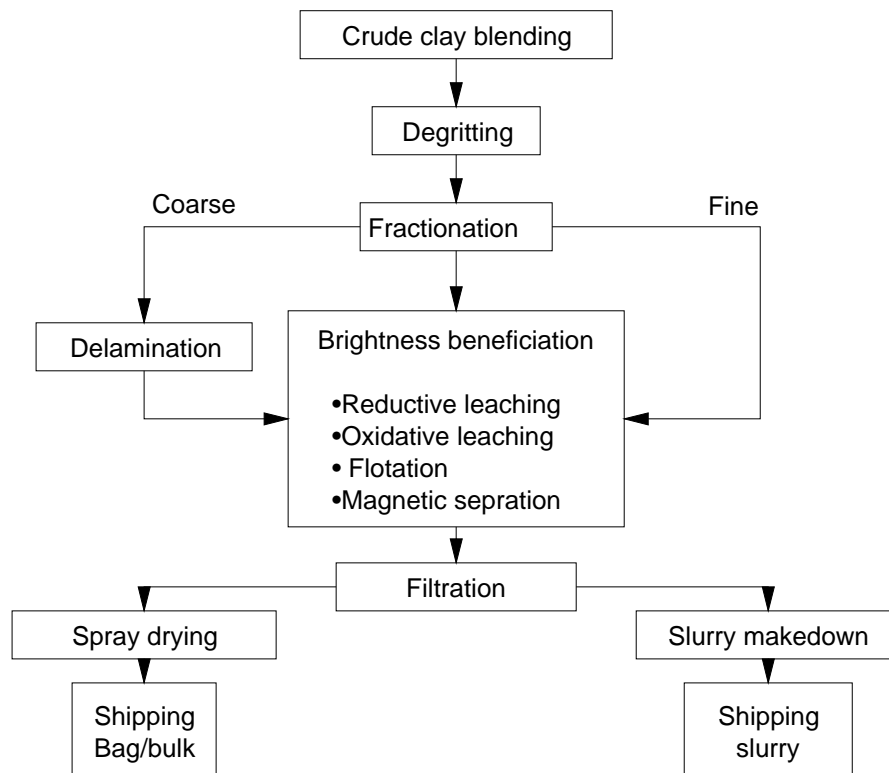 Crude clay blending
Degritting
Coarse
Fine
Fractionation
Delamination
Brightness beneficiation
•Reductive leaching
•Oxidative leaching
• Flotation
•Magnetic sepration
Filtration
Spray drying
Slurry makedown
Shipping
Bag/bulk
Shipping
slurry